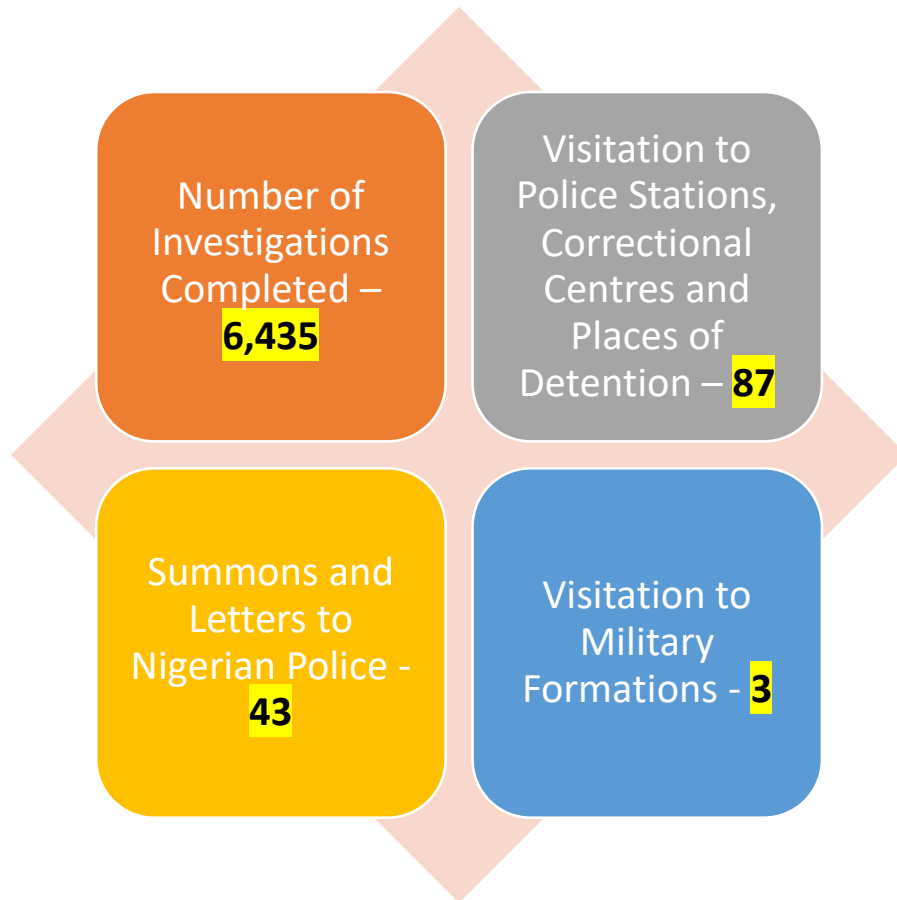 Number of
Investigations
Completed –
6,435
Visitation to
Police Stations,
Correctional
Centres and
Places of
Detention – 87
Summons and
Letters to
Nigerian Police -
43
Visitation to
Military
Formations - 3